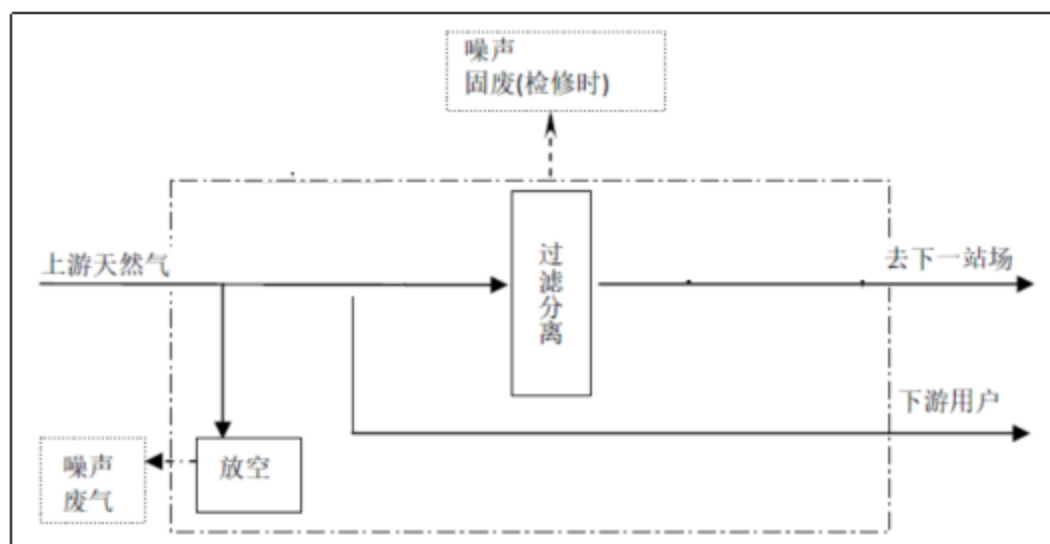 噪声
固废(检修时)
上游天然气
过
滤
分
离
去下一站场
下游用户
噪声
废气
放空